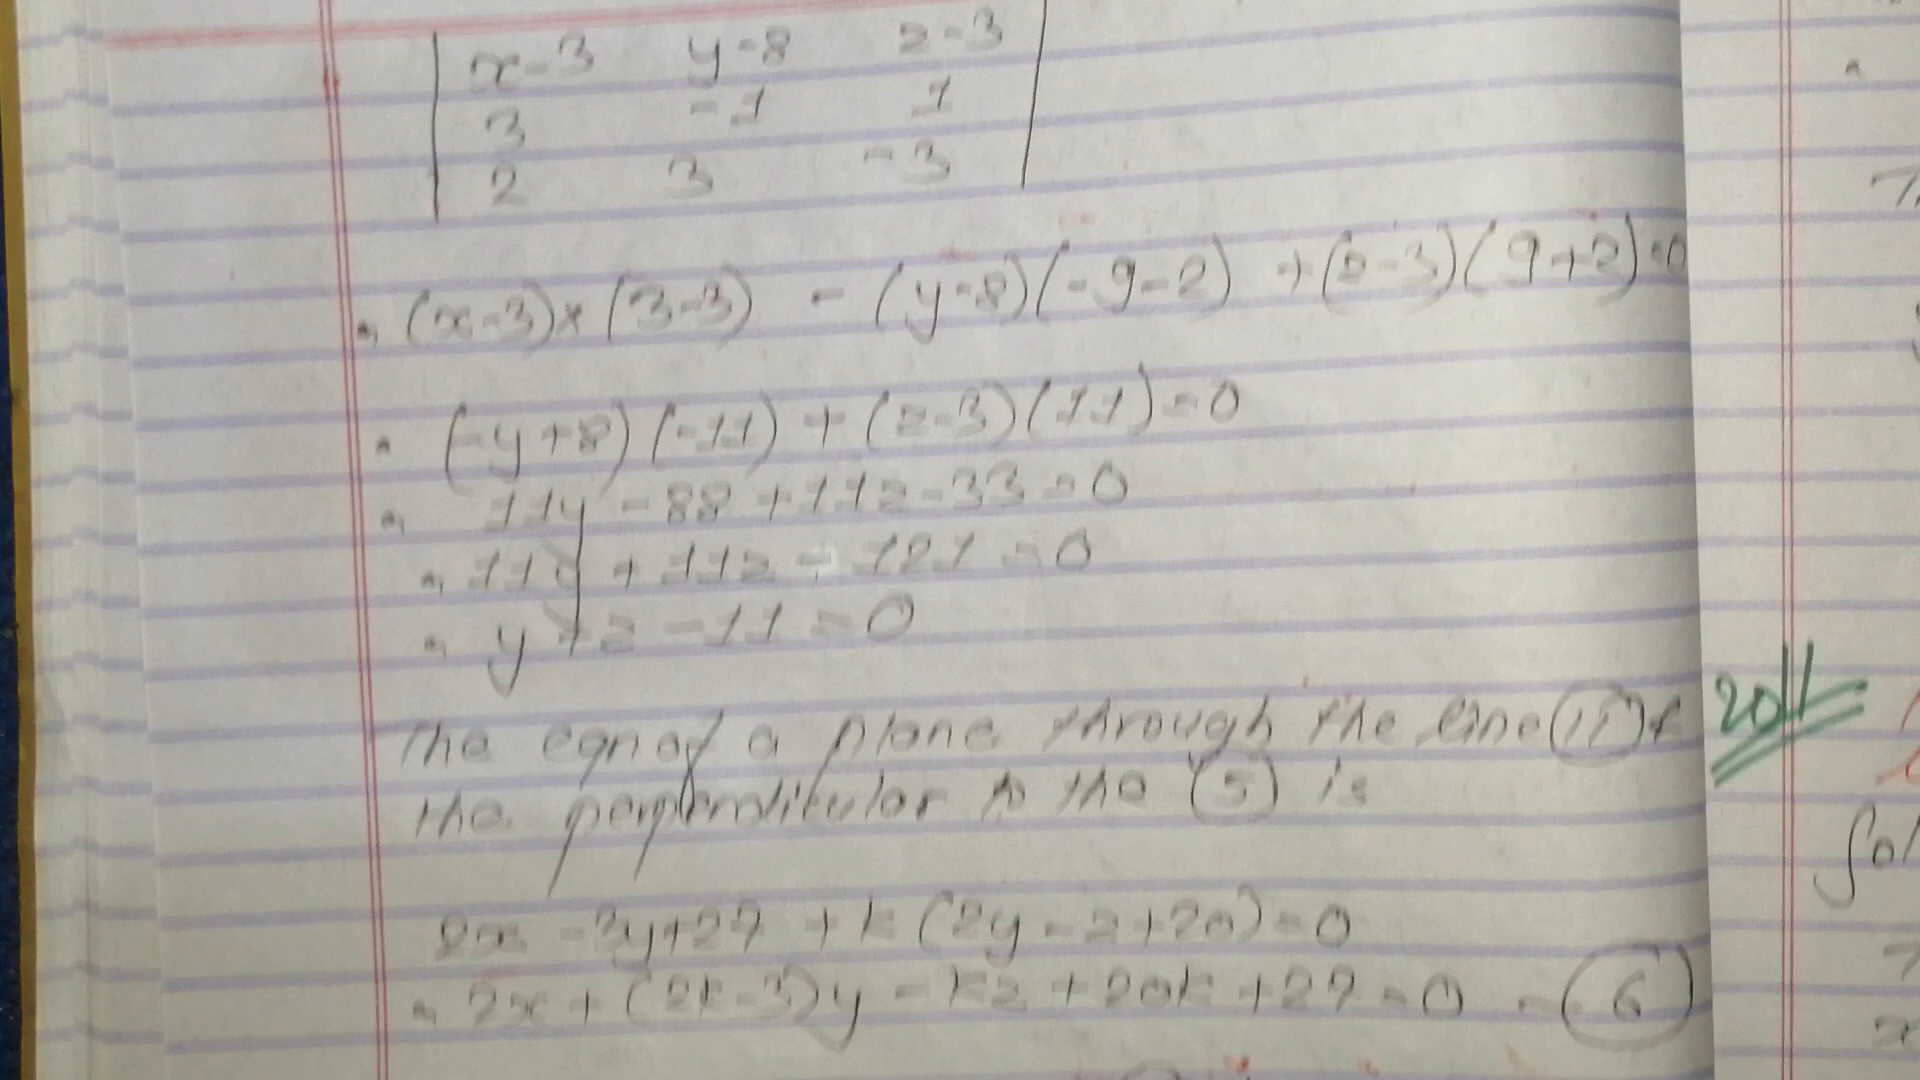 | x-3 y-8 z-3 |
| 3 -1 1 |
| 2 3 -3 |
(x-3)×(3-3) - (y-8)(-9-2) +(z-3)(9+2)=0
(-y+8)(-11)+(z-3)(11)=0
11y-88+11z-33=0
11y+11z-121=0
y+z-11=0
The eqn of a plane through the line (ii) &
the perpendicular to the (5) is
2x-3y+27+k(2y-z+20)=0
2x+(2k-3)y-kz+20k+27=0 - (6)
2011
Sol